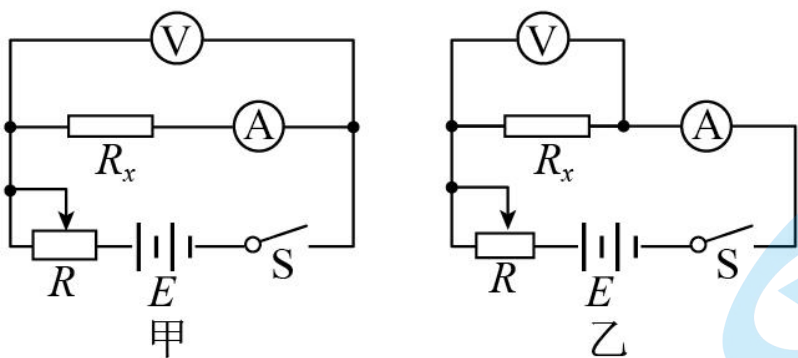 V V
A A
Rx Rx
R E S R E S
甲 乙